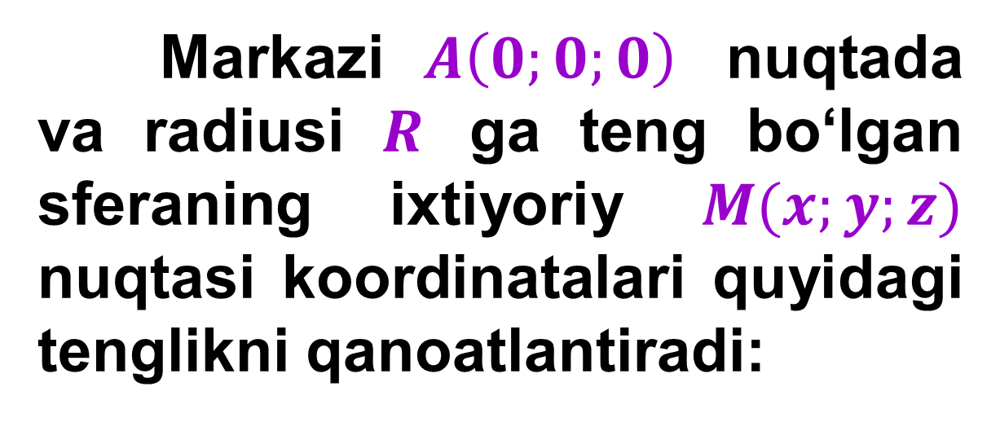 Markazi A(0; 0; 0) nuqtada
va radiusi R ga teng bo‘lgan
sferaning ixtiyoriy M(x; y; z)
nuqtasi koordinatalari quyidagi
tenglikni qanoatlantiradi: